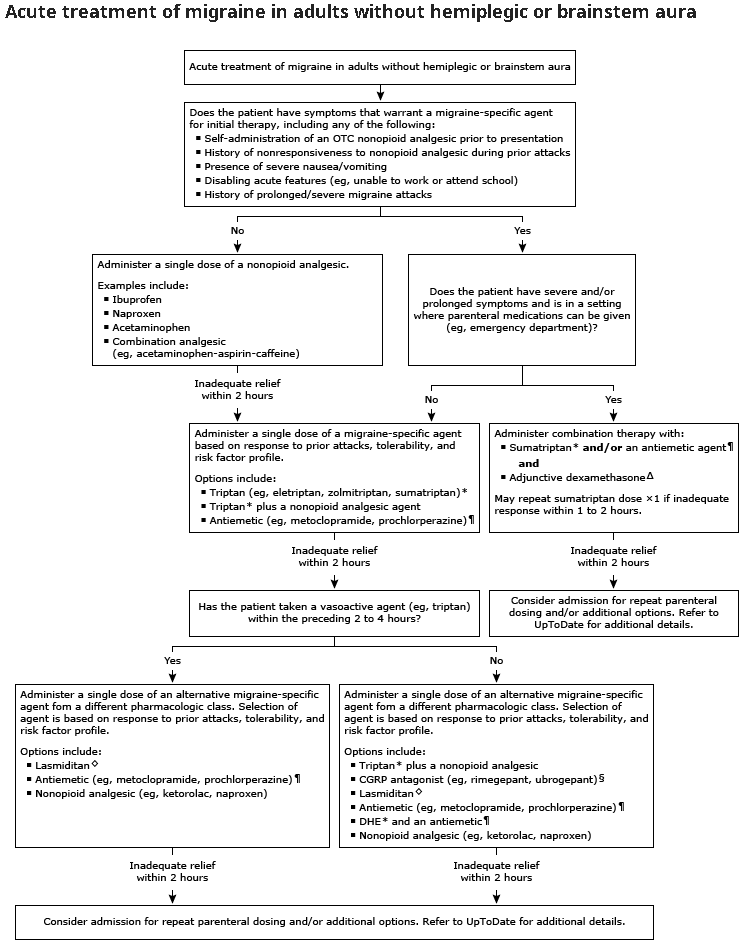 Acute treatment of migraine in adults without hemiplegic or brainstem aura
Acute treatment of migraine in adults without hemiplegic or brainstem aura
Does the patient have symptoms that warrant a migraine-specific agent
for initial therapy, including any of the following:
▪ Self-administration of an OTC nonopioid analgesic prior to presentation
▪ History of nonresponsiveness to nonopioid analgesic during prior attacks
▪ Presence of severe nausea/vomiting
▪ Disabling acute features (eg, unable to work or attend school)
▪ History of prolonged/severe migraine attacks
No
Yes
Administer a single dose of a nonopioid analgesic.
Examples include:
▪ Ibuprofen
▪ Naproxen
▪ Acetaminophen
▪ Combination analgesic
(eg, acetaminophen-aspirin-caffeine)
Does the patient have severe and/or
prolonged symptoms and is in a setting
where parenteral medications can be given
(eg, emergency department)?
Inadequate relief
within 2 hours
No
Yes
Administer a single dose of a migraine-specific agent
based on response to prior attacks, tolerability, and
risk factor profile.
Options include:
▪ Triptan (eg, eletriptan, zolmitriptan, sumatriptan)*
▪ Triptan* plus a nonopioid analgesic agent
▪ Antiemetic (eg, metoclopramide, prochlorperazine)¶
Administer combination therapy with:
▪ Sumatriptan* and/or an antiemetic agent¶
and
▪ Adjunctive dexamethasoneΔ
May repeat sumatriptan dose ×1 if inadequate
response within 1 to 2 hours.
Inadequate relief
within 2 hours
Inadequate relief
within 2 hours
Has the patient taken a vasoactive agent (eg, triptan)
within the preceding 2 to 4 hours?
Consider admission for repeat parenteral
dosing and/or additional options. Refer to
UpToDate for additional details.
Yes
No
Administer a single dose of an alternative migraine-specific
agent fom a different pharmacologic class. Selection of
agent is based on response to prior attacks, tolerability, and
risk factor profile.
Options include:
▪ Lasmiditan◇
▪ Antiemetic (eg, metoclopramide, prochlorperazine)¶
▪ Nonopioid analgesic (eg, ketorolac, naproxen)
Administer a single dose of an alternative migraine-specific
agent fom a different pharmacologic class. Selection of
agent is based on response to prior attacks, tolerability, and
risk factor profile.
Options include:
▪ Triptan* plus a nonopioid analgesic
▪ CGRP antagonist (eg, rimegepant, ubrogepant)§
▪ Lasmiditan◇
▪ Antiemetic (eg, metoclopramide, prochlorperazine)¶
▪ DHE* and an antiemetic¶
▪ Nonopioid analgesic (eg, ketorolac, naproxen)
Inadequate relief
within 2 hours
Inadequate relief
within 2 hours
Consider admission for repeat parenteral dosing and/or additional options. Refer to UpToDate for additional details.